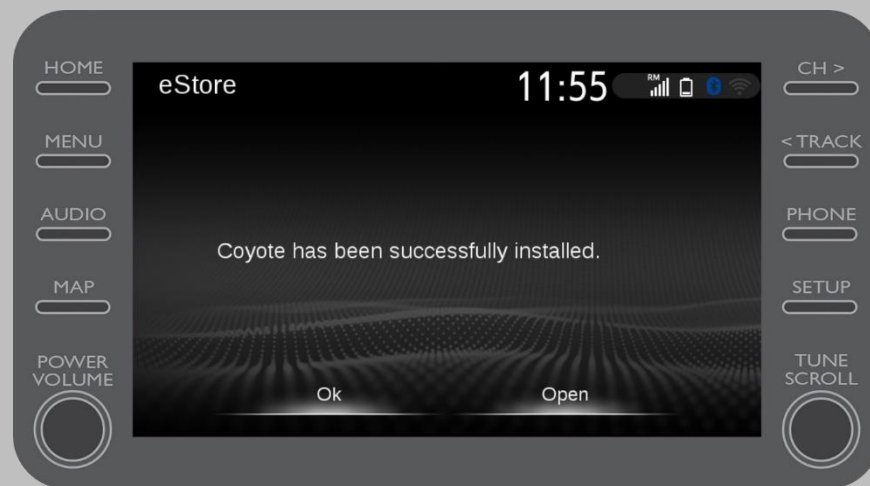 HOME
MENU
AUDIO
MAP
POWER
VOLUME
eStore
11:55
RM
Coyote has been successfully installed.
Ok
Open
CH >
< TRACK
PHONE
SETUP
TUNE
SCROLL